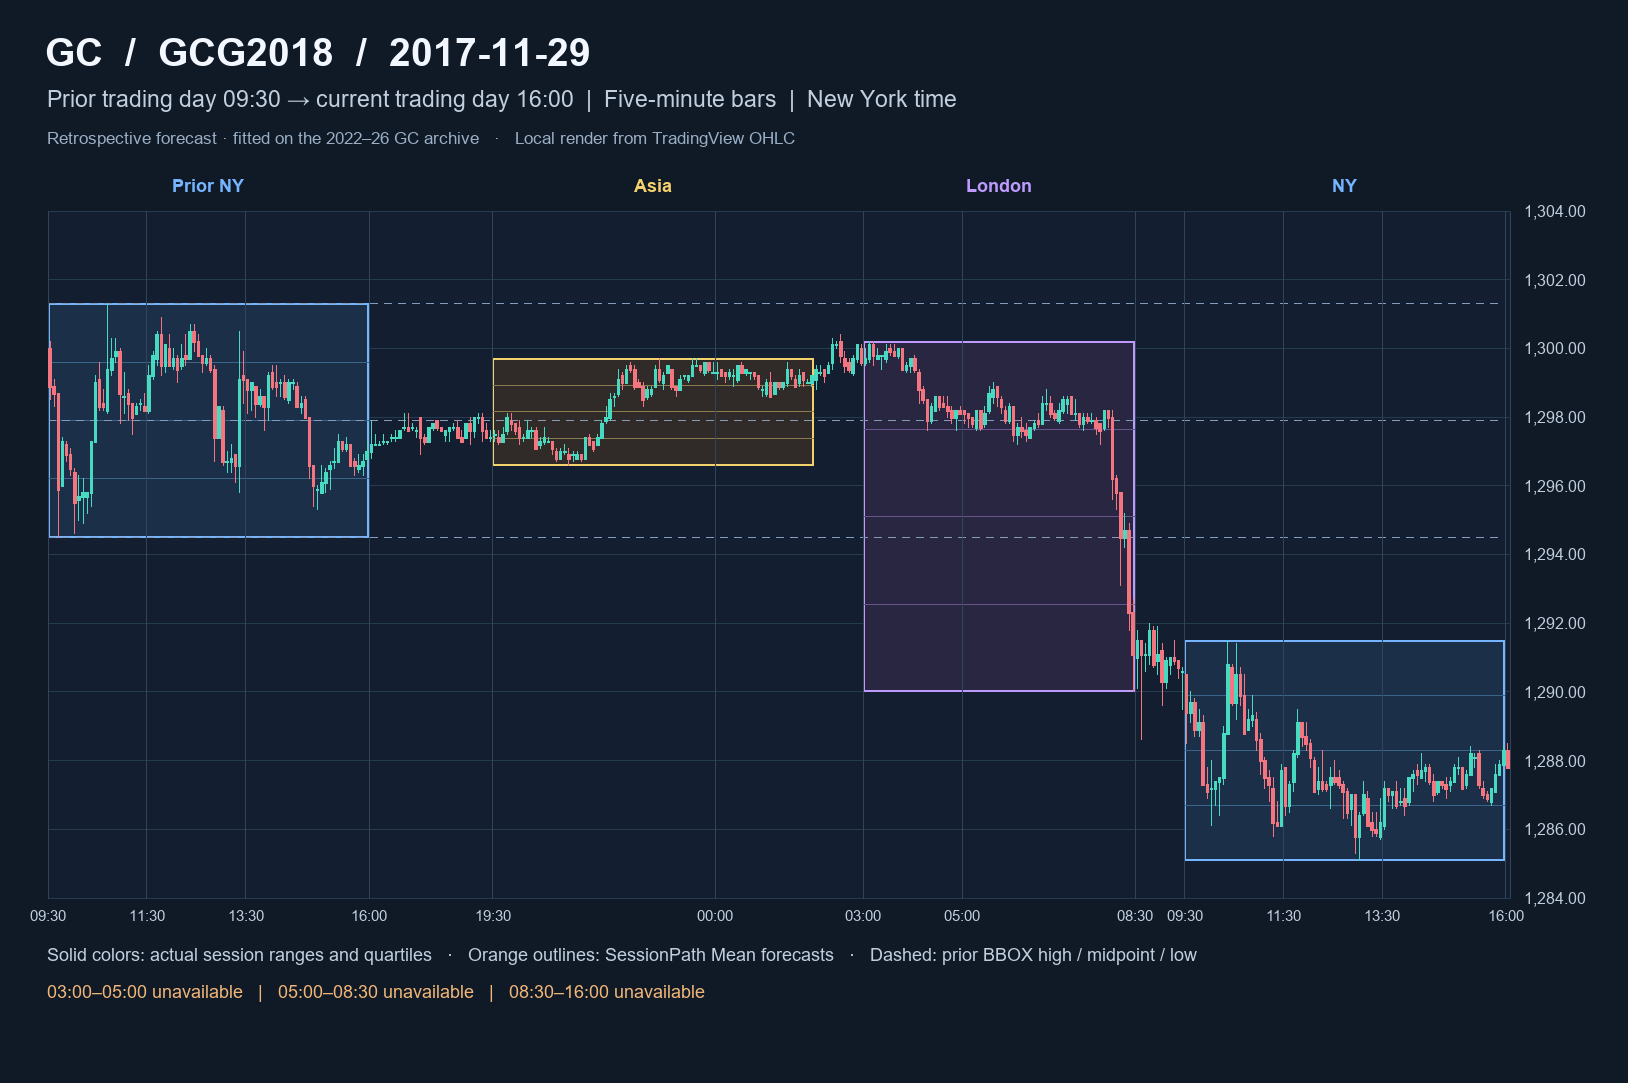 GC / GCG2018 / 2017-11-29
Prior trading day 09:30 → current trading day 16:00 | Five-minute bars | New York time
Retrospective forecast · fitted on the 2022–26 GC archive · Local render from TradingView OHLC
Prior NY Asia London NY
1,304.00
1,302.00
1,300.00
1,298.00
1,296.00
1,294.00
1,292.00
1,290.00
1,288.00
1,286.00
1,284.00
09:30 11:30 13:30 16:00 19:30 00:00 03:00 05:00 08:30 09:30 11:30 13:30 16:00
Solid colors: actual session ranges and quartiles · Orange outlines: SessionPath Mean forecasts · Dashed: prior BBOX high / midpoint / low
03:00–05:00 unavailable | 05:00–08:30 unavailable | 08:30–16:00 unavailable